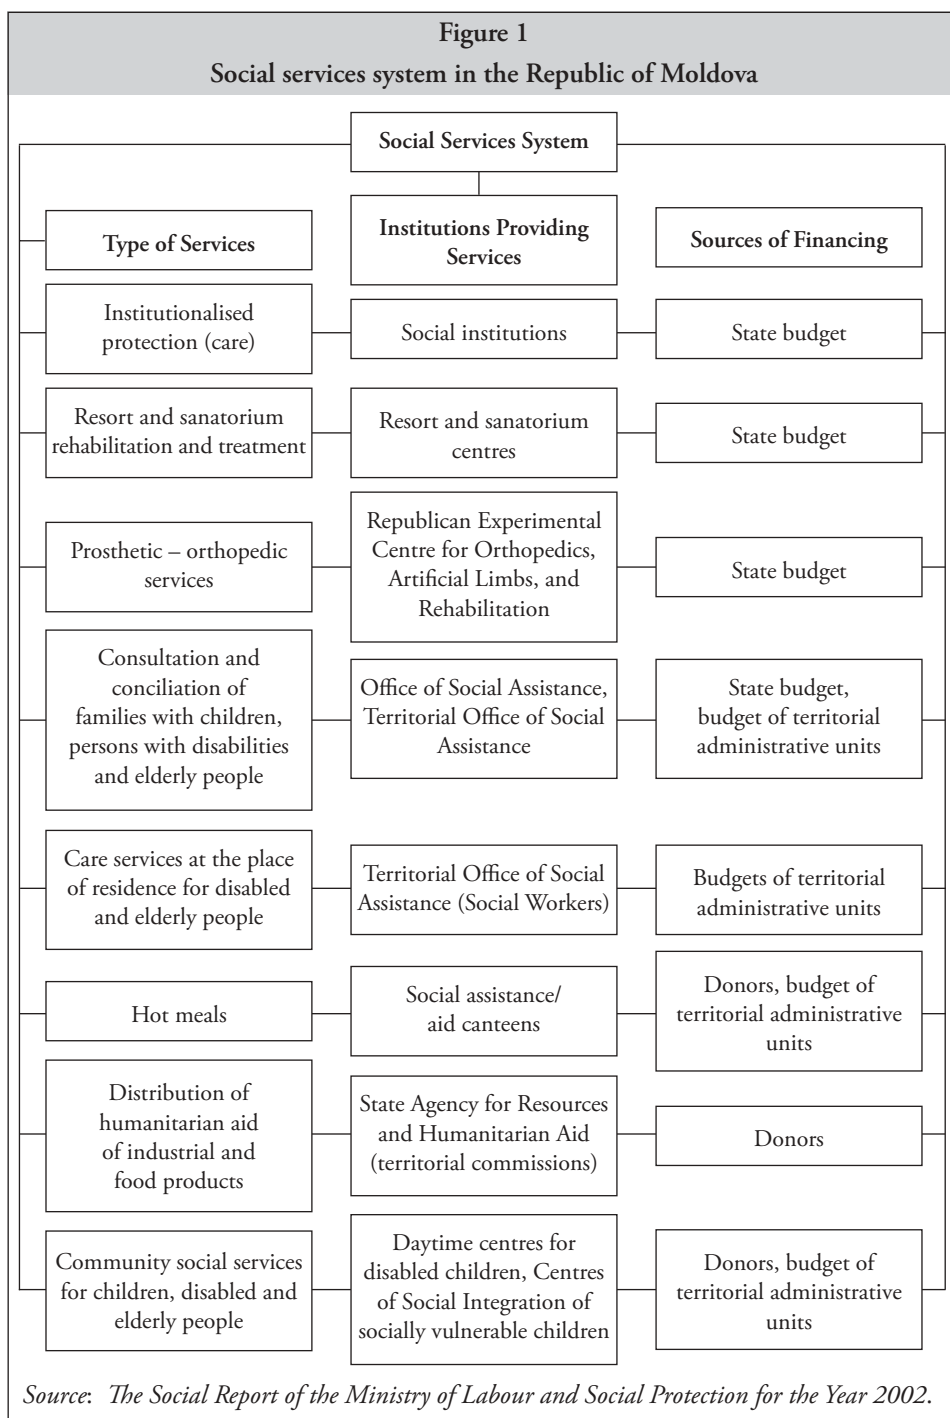 Figure 1
Social services system in the Republic of Moldova
Social Services System
Type of Services
Institutions Providing
Services
Sources of Financing
Institutionalised
protection (care)
Social institutions
State budget
Resort and sanatorium
rehabilitation and treatment
Resort and sanatorium
centres
State budget
Prosthetic – orthopedic
services
Republican Experimental
Centre for Orthopedics,
Artificial Limbs, and
Rehabilitation
State budget
Consultation and
conciliation of
families with children,
persons with disabilities
and elderly people
Office of Social Assistance,
Territorial Office of Social
Assistance
State budget,
budget of territorial
administrative units
Care services at the place
of residence for disabled
and elderly people
Territorial Office of Social
Assistance (Social Workers)
Budgets of territorial
administrative units
Hot meals
Social assistance/
aid canteens
Donors, budget of
territorial administrative
units
Distribution of
humanitarian aid
of industrial and
food products
State Agency for Resources
and Humanitarian Aid
(territorial commissions)
Donors
Community social services
for children, disabled and
elderly people
Daytime centres for
disabled children, Centres
of Social Integration of
socially vulnerable children
Donors, budget of
territorial administrative
units
Source: The Social Report of the Ministry of Labour and Social Protection for the Year 2002.